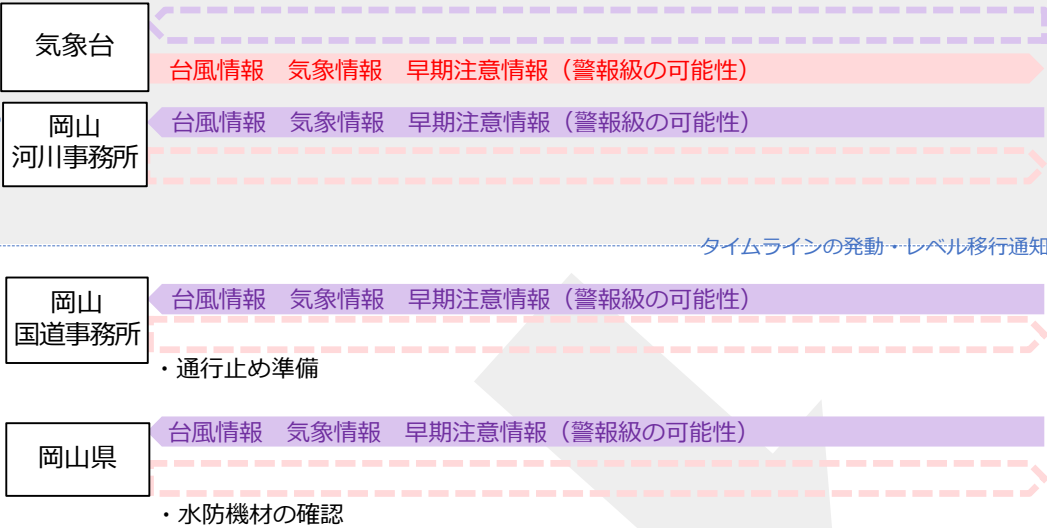 気象台
台風情報　気象情報　早期注意情報（警報級の可能性）
岡山
河川事務所
台風情報　気象情報　早期注意情報（警報級の可能性）
タイムラインの発動・レベル移行通知
岡山
国道事務所
台風情報　気象情報　早期注意情報（警報級の可能性）
・通行止め準備
岡山県
台風情報　気象情報　早期注意情報（警報級の可能性）
・水防機材の確認